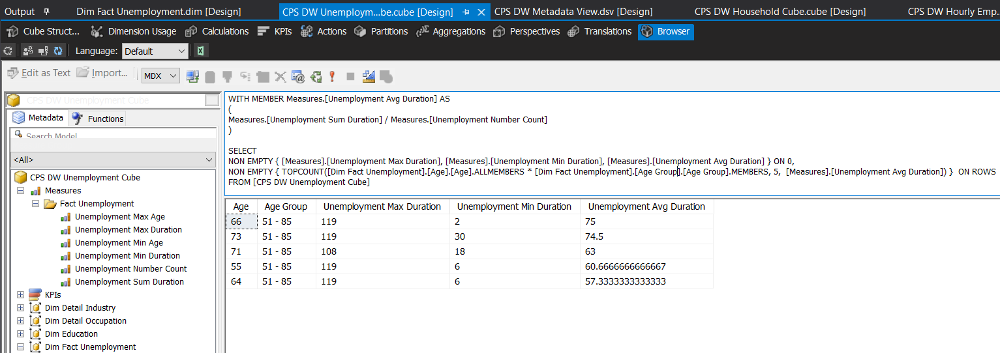 Output Dim Fact Unemployment.dim [Design] CPS DW Unemploym...be.cube [Design] CPS DW Metadata View.dsv [Design] CPS DW Household Cube.cube [Design] CPS DW Hourly Emp...
Cube Struct... Dimension Usage Calculations KPIs Actions Partitions Aggregations Perspectives Translations Browser
Language: Default
Edit as Text Import... MDX
CPS DW Unemployment Cube
Metadata Functions
Search Model
<All>
CPS DW Unemployment Cube
Measures
Fact Unemployment
Unemployment Max Age
Unemployment Max Duration
Unemployment Min Age
Unemployment Min Duration
Unemployment Number Count
Unemployment Sum Duration
KPIs
Dim Detail Industry
Dim Detail Occupation
Dim Education
Dim Fact Unemployment
WITH MEMBER Measures.[Unemployment Avg Duration] AS
(
Measures.[Unemployment Sum Duration] / Measures.[Unemployment Number Count]
)
SELECT
NON EMPTY { [Measures].[Unemployment Max Duration], [Measures].[Unemployment Min Duration], [Measures].[Unemployment Avg Duration] } ON 0,
NON EMPTY { TOPCOUNT([Dim Fact Unemployment].[Age].[Age].ALLMEMBERS * [Dim Fact Unemployment].[Age Group].[Age Group].MEMBERS, 5, [Measures].[Unemployment Avg Duration]) } ON ROWS
FROM [CPS DW Unemployment Cube]
Age Age Group Unemployment Max Duration Unemployment Min Duration Unemployment Avg Duration
66 51 - 85 119 2 75
73 51 - 85 119 30 74.5
71 51 - 85 108 18 63
55 51 - 85 119 6 60.6666666666667
64 51 - 85 119 6 57.3333333333333